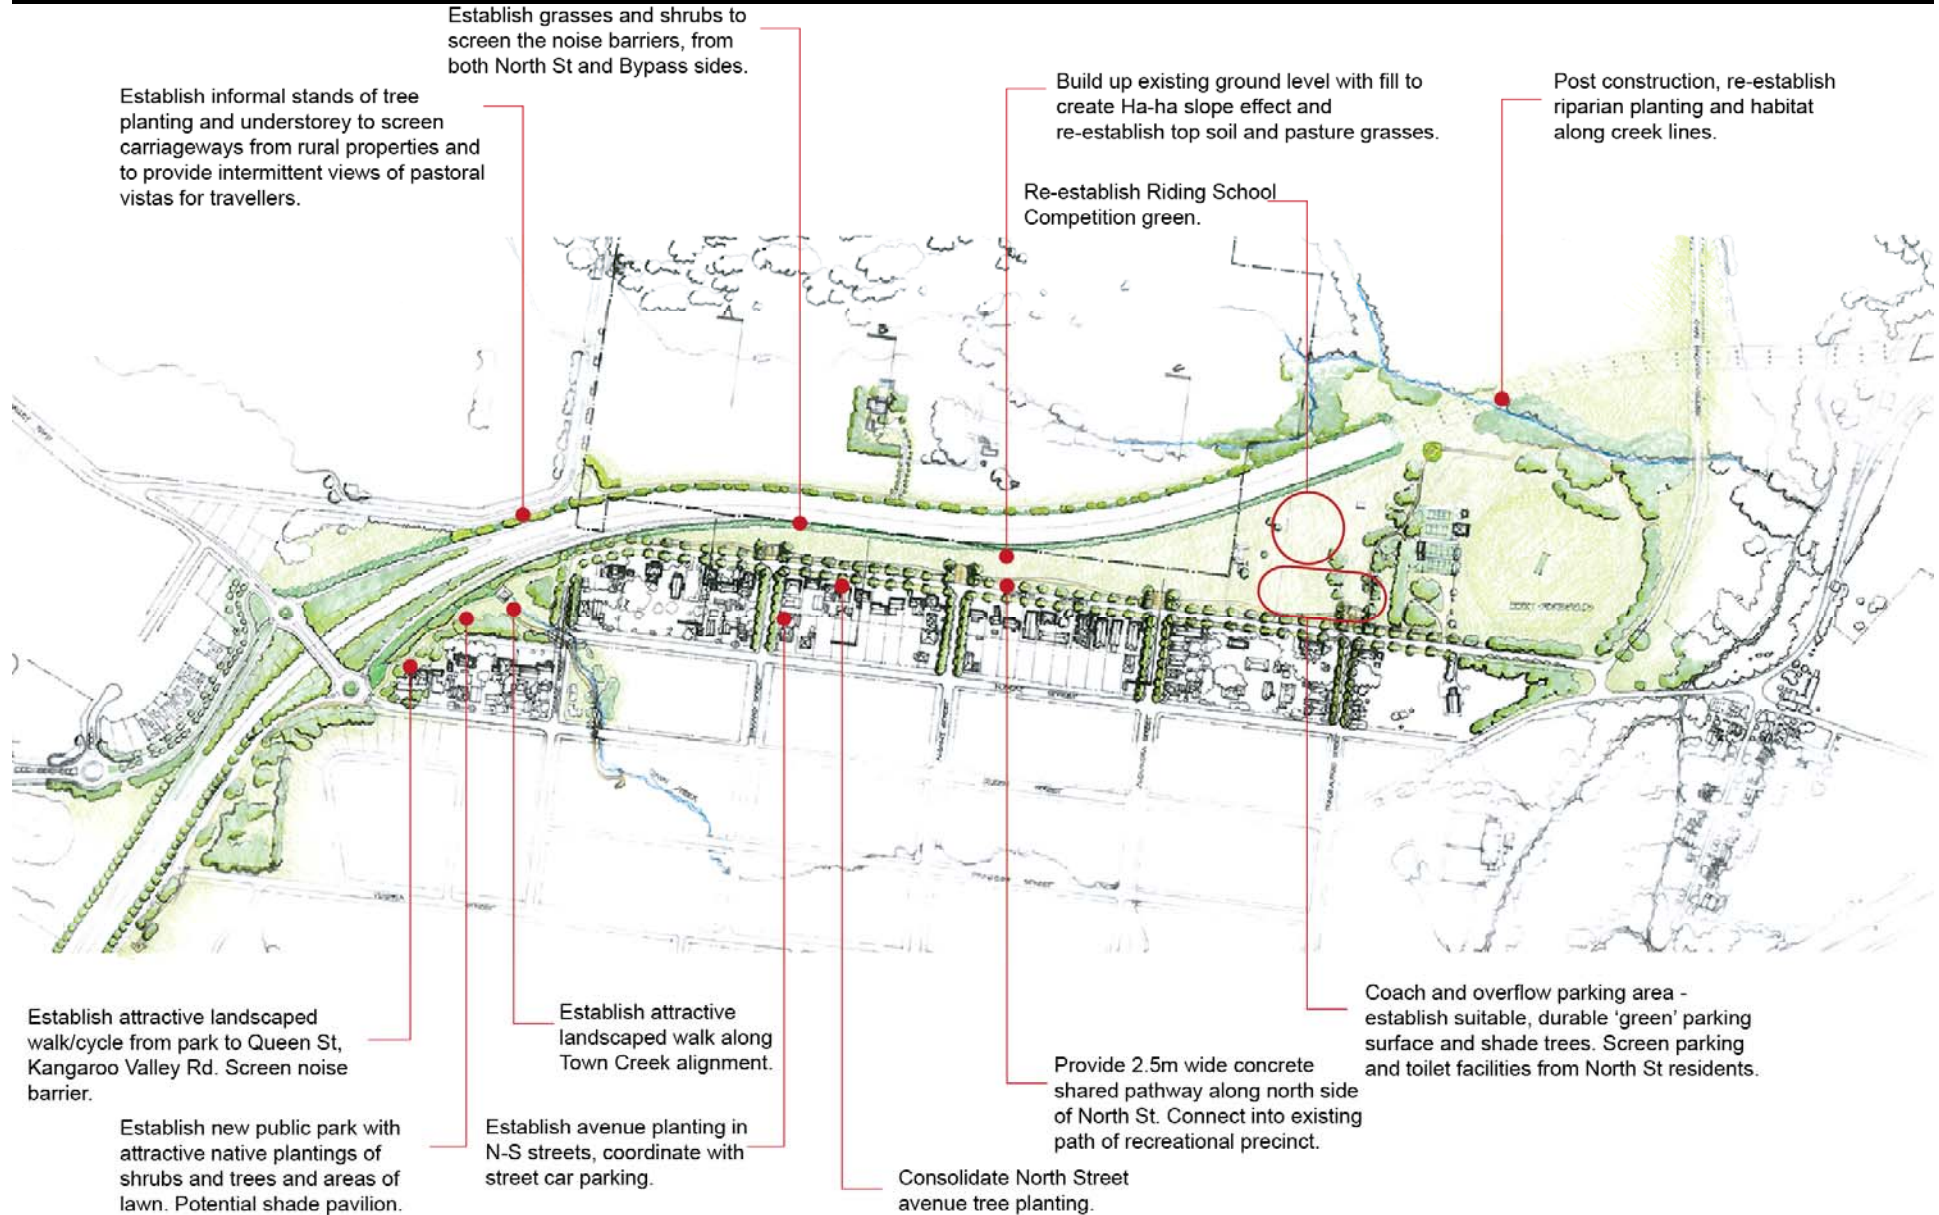 Establish grasses and shrubs to
screen the noise barriers, from
both North St and Bypass sides.
Establish informal stands of tree
planting and understorey to screen
carriageways from rural properties and
to provide intermittent views of pastoral
vistas for travellers.
Build up existing ground level with fill to
create Ha-ha slope effect and
re-establish top soil and pasture grasses.
Post construction, re-establish
riparian planting and habitat
along creek lines.
Re-establish Riding School
Competition green.
A
B
C
TOWN
CREEK
STREET
STREET
STREET
STREET
Establish attractive landscaped
walk/cycle from park to Queen St,
Kangaroo Valley Rd. Screen noise
barrier.
Establish attractive
landscaped walk along
Town Creek alignment.
Coach and overflow parking area -
establish suitable, durable ‘green’ parking
surface and shade trees. Screen parking
and toilet facilities from North St residents.
Provide 2.5m wide concrete
shared pathway along north side
of North St. Connect into existing
path of recreational precinct.
Establish new public park with
attractive native plantings of
shrubs and trees and areas of
lawn. Potential shade pavilion.
Establish avenue planting in
N-S streets, coordinate with
street car parking.
Consolidate North Street
avenue tree planting.